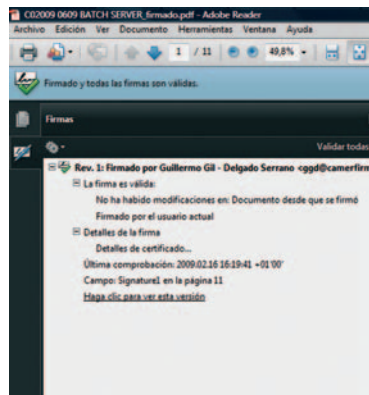 C02009 0609 BATCH SERVER_firmado.pdf - Adobe Reader
Archivo Edición Ver Documento Herramientas Ventana Ayuda
1 / 11 49,8%
Firmado y todas las firmas son válidas.
Firmas
Validar todas
Rev. 1: Firmado por Guillermo Gil - Delgado Serrano <ggd@camerfirm
La firma es válida:
No ha habido modificaciones en: Documento desde que se firmó
Firmado por el usuario actual
Detalles de la firma
Detalles de certificado...
Última comprobación: 2009.02.16 16:19:41 +01'00'
Campo: Signature1 en la página 11
Haga clic para ver esta versión